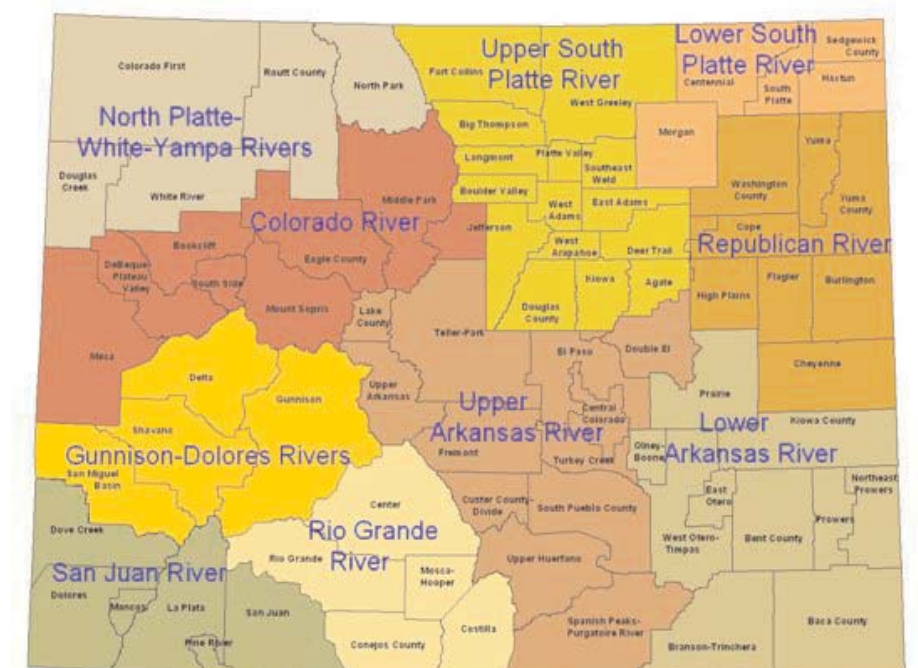 Colorado First
Routt County
North Park
North Platte-
White-Yampa Rivers
Douglas
Creek
White River
Fort Collins
Upper South
Platte River
West Greeley
Big Thompson
Longmont
Platte Valley
Southeast
Weld
Boulder Valley
West
Adams
East Adams
Jefferson
West
Arapahoe
Deer Trail
Douglas
County
Kiowa
Agate
Lower South
Platte River
Sedgwick
County
Centennial
South
Platte
Haxtun
Morgan
Washington
County
Yuma
Yuma
County
Cope
Republican River
High Plains
Flagler
Burlington
Cheyenne
Middle Park
Colorado River
Bookcliff
Eagle County
DeBeque-
Plateau
Valley
South Side
Mount Sopris
Mesa
Lake
County
Teller-Park
El Paso
Double El
Upper
Arkansas
Central
Colorado
Upper
Arkansas River
Fremont
Turkey Creek
Custer County-
Divide
South Pueblo County
Upper Huerfano
Spanish Peaks-
Purgatoire River
Delta
Gunnison
Shavano
Gunnison-Dolores Rivers
San Miguel
Basin
Prairie
Kiowa County
Lower
Arkansas River
Olney-
Boone
East
Otero
West Otero-
Timpas
Bent County
Prowers
Northeast
Prowers
Branson-Trinchera
Baca County
Center
Rio Grande
River
Rio Grande
Mosca-
Hooper
Conejos County
Costilla
Dove Creek
San Juan River
Dolores
Mancos
La Plata
Pine River
San Juan